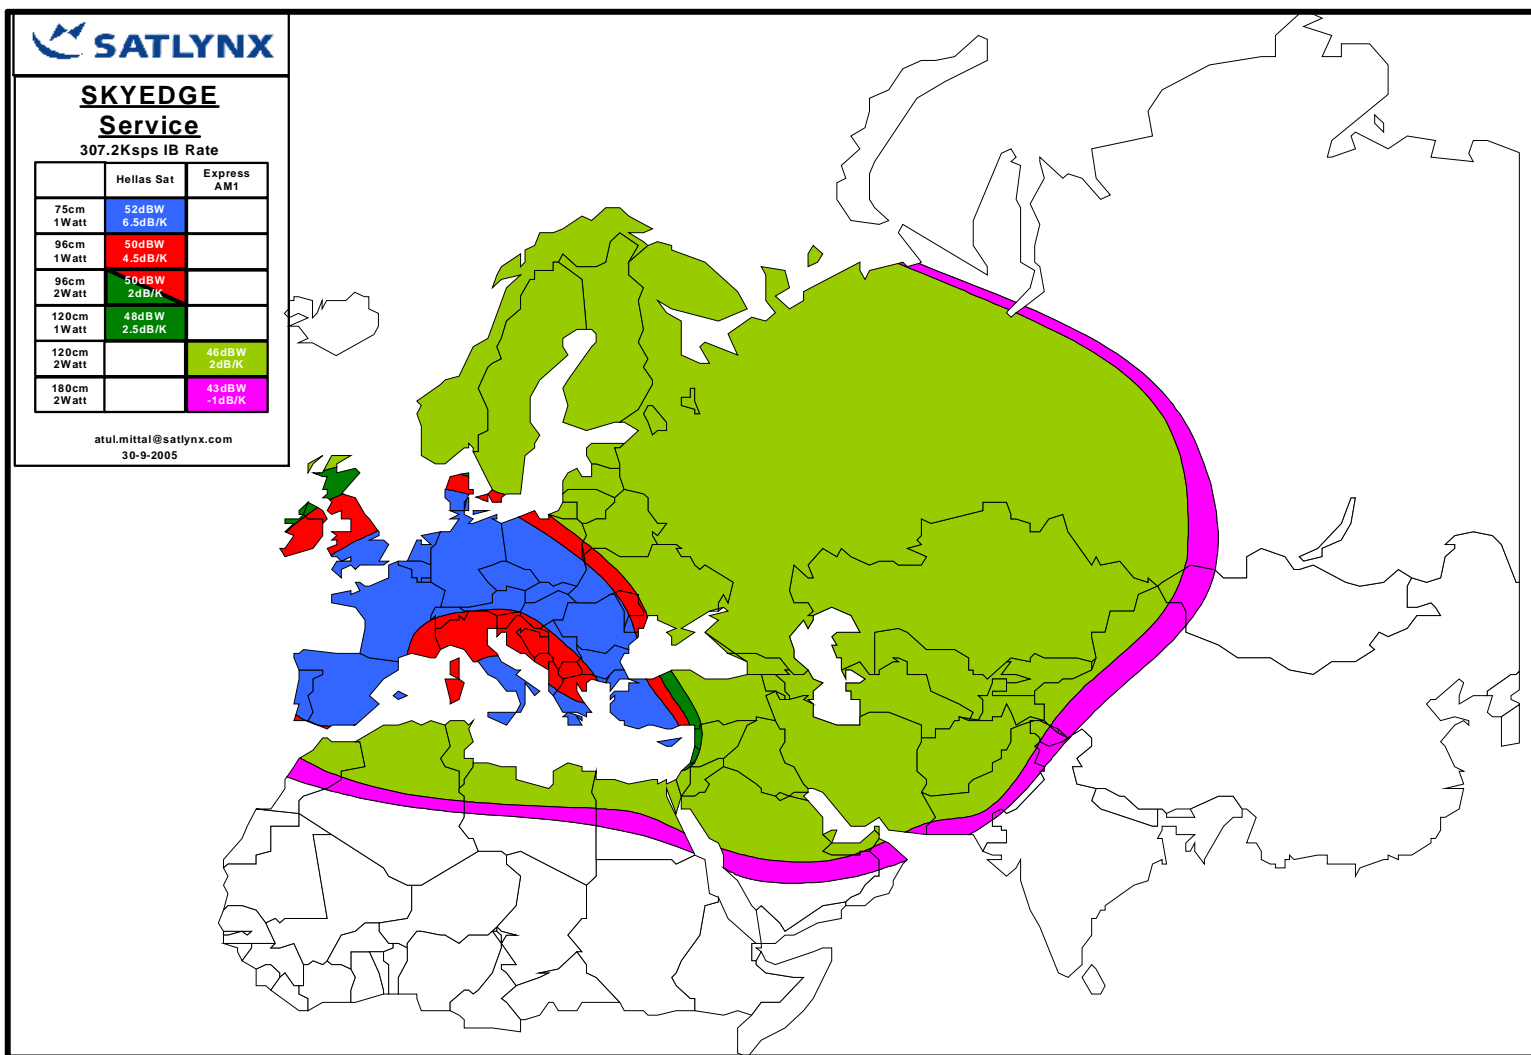 SATLYNX
SKYEDGE
Service
307.2Ksps IB Rate
Hellas Sat
Express
AM1
75cm
1Watt
52dBW
6.5dB/K
96cm
1Watt
50dBW
4.5dB/K
96cm
2Watt
50dBW
2dB/K
120cm
1Watt
48dBW
2.5dB/K
120cm
2Watt
46dBW
2dB/K
180cm
2Watt
43dBW
-1dB/K
atul.mittal@satlynx.com
30-9-2005